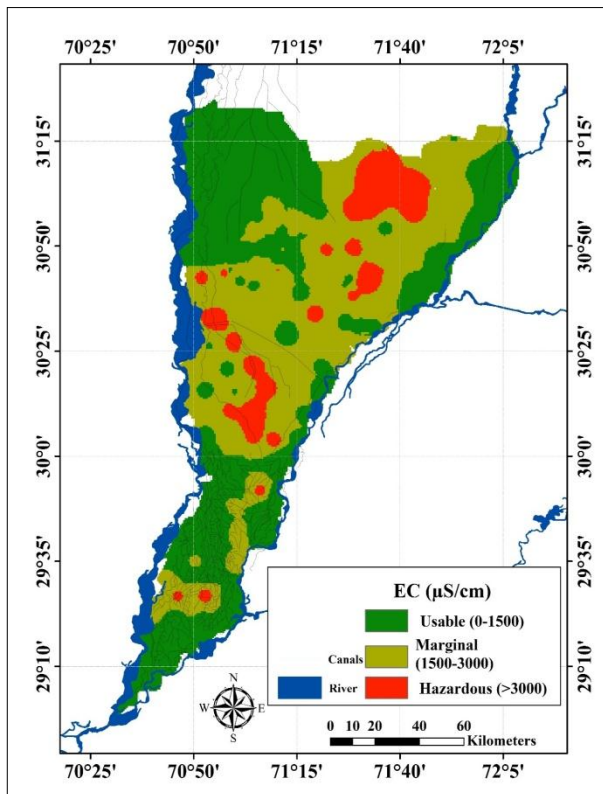 70°25' 70°50' 71°15' 71°40' 72°5'
31°15' 31°15'
30°50' 30°50'
30°25' 30°25'
30°0' 30°0'
29°35' 29°35'
29°10' 29°10'
EC (µS/cm)
Usable (0-1500)
Canals Marginal
(1500-3000)
River Hazardous (>3000)
N
W E
S
0 10 20 40 60
Kilometers
70°25' 70°50' 71°15' 71°40' 72°5'